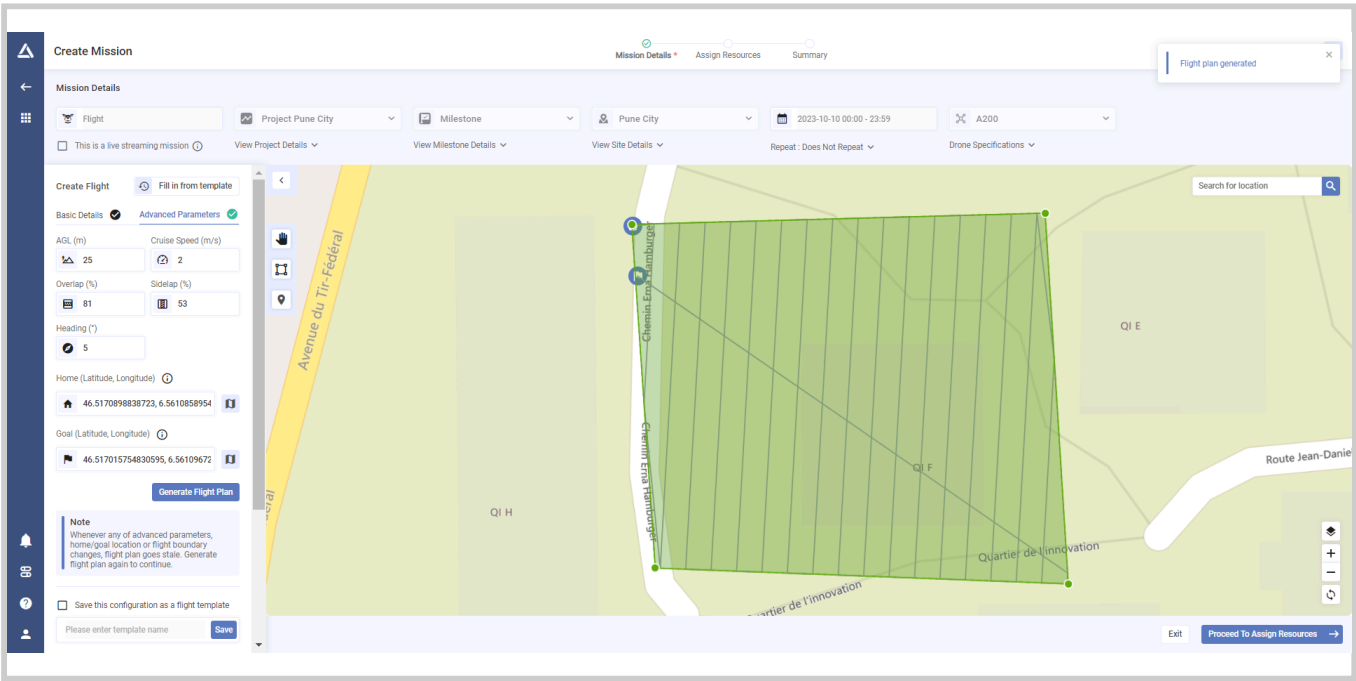 Create Mission
Mission Details *
Assign Resources
Summary
Flight plan generated
Mission Details
Flight
Project Pune City
Milestone
Pune City
2023-10-10 00:00 - 23:59
A200
This is a live streaming mission
View Project Details
View Milestone Details
View Site Details
Repeat : Does Not Repeat
Drone Specifications
Create Flight
Fill in from template
Basic Details
Advanced Parameters
AGL (m)
Cruise Speed (m/s)
25
2
Overlap (%)
Sidelap (%)
81
53
Heading (°)
5
Home (Latitude, Longitude)
46.5170898838723, 6.5610858954
Goal (Latitude, Longitude)
46.517015754830595, 6.56109672
Generate Flight Plan
Note
Whenever any of advanced parameters,
home/goal location or flight boundary
changes, flight plan goes stale. Generate
flight plan again to continue.
Save this configuration as a flight template
Please enter template name
Save
Search for location
Avenue du Tir-Fédéral
éral
Chemin Erna Hamburger
Chemin Erna Hamburger
QI E
QI F
QI H
Route Jean-Danie
Quartier de l'innovation
artier de l'innovation
Exit
Proceed To Assign Resources